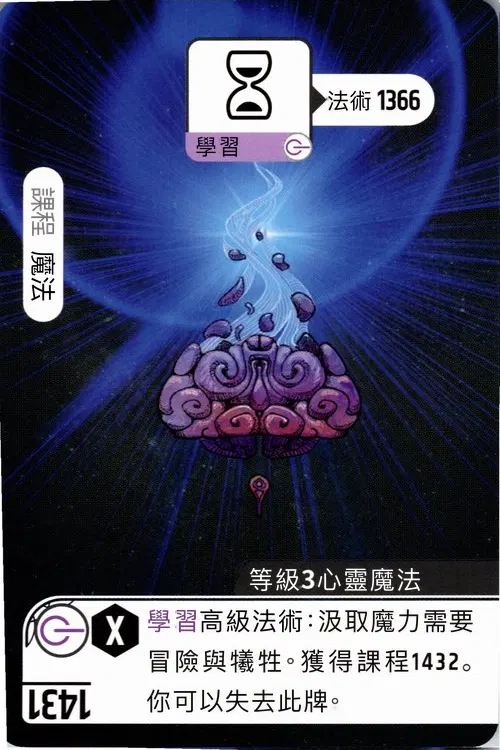 法術 1366
學習
課程 魔法
等級3心靈魔法
X
學習高級法術：汲取魔力需要
冒險與犧牲。獲得課程1432。
你可以失去此牌。
1431